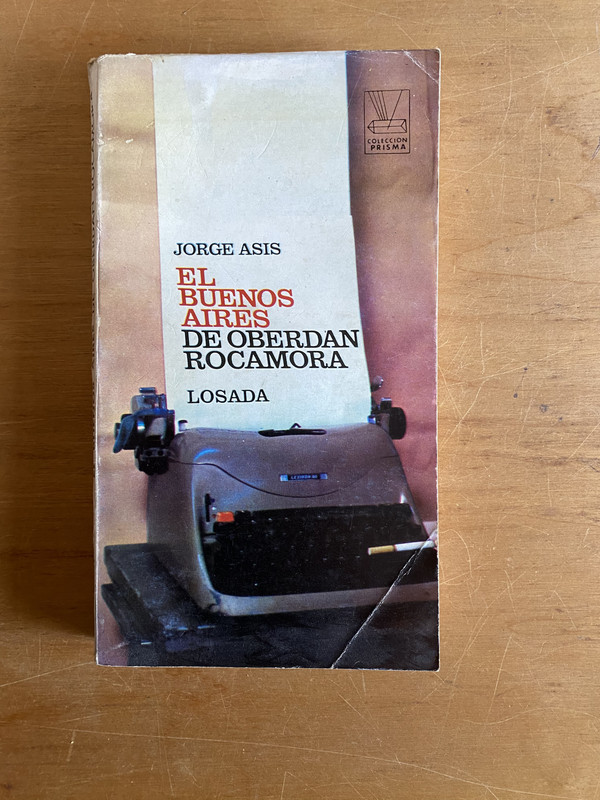 COLECCION
PRISMA
JORGE ASIS
EL
BUENOS
AIRES
DE OBERDAN
ROCAMORA
LOSADA